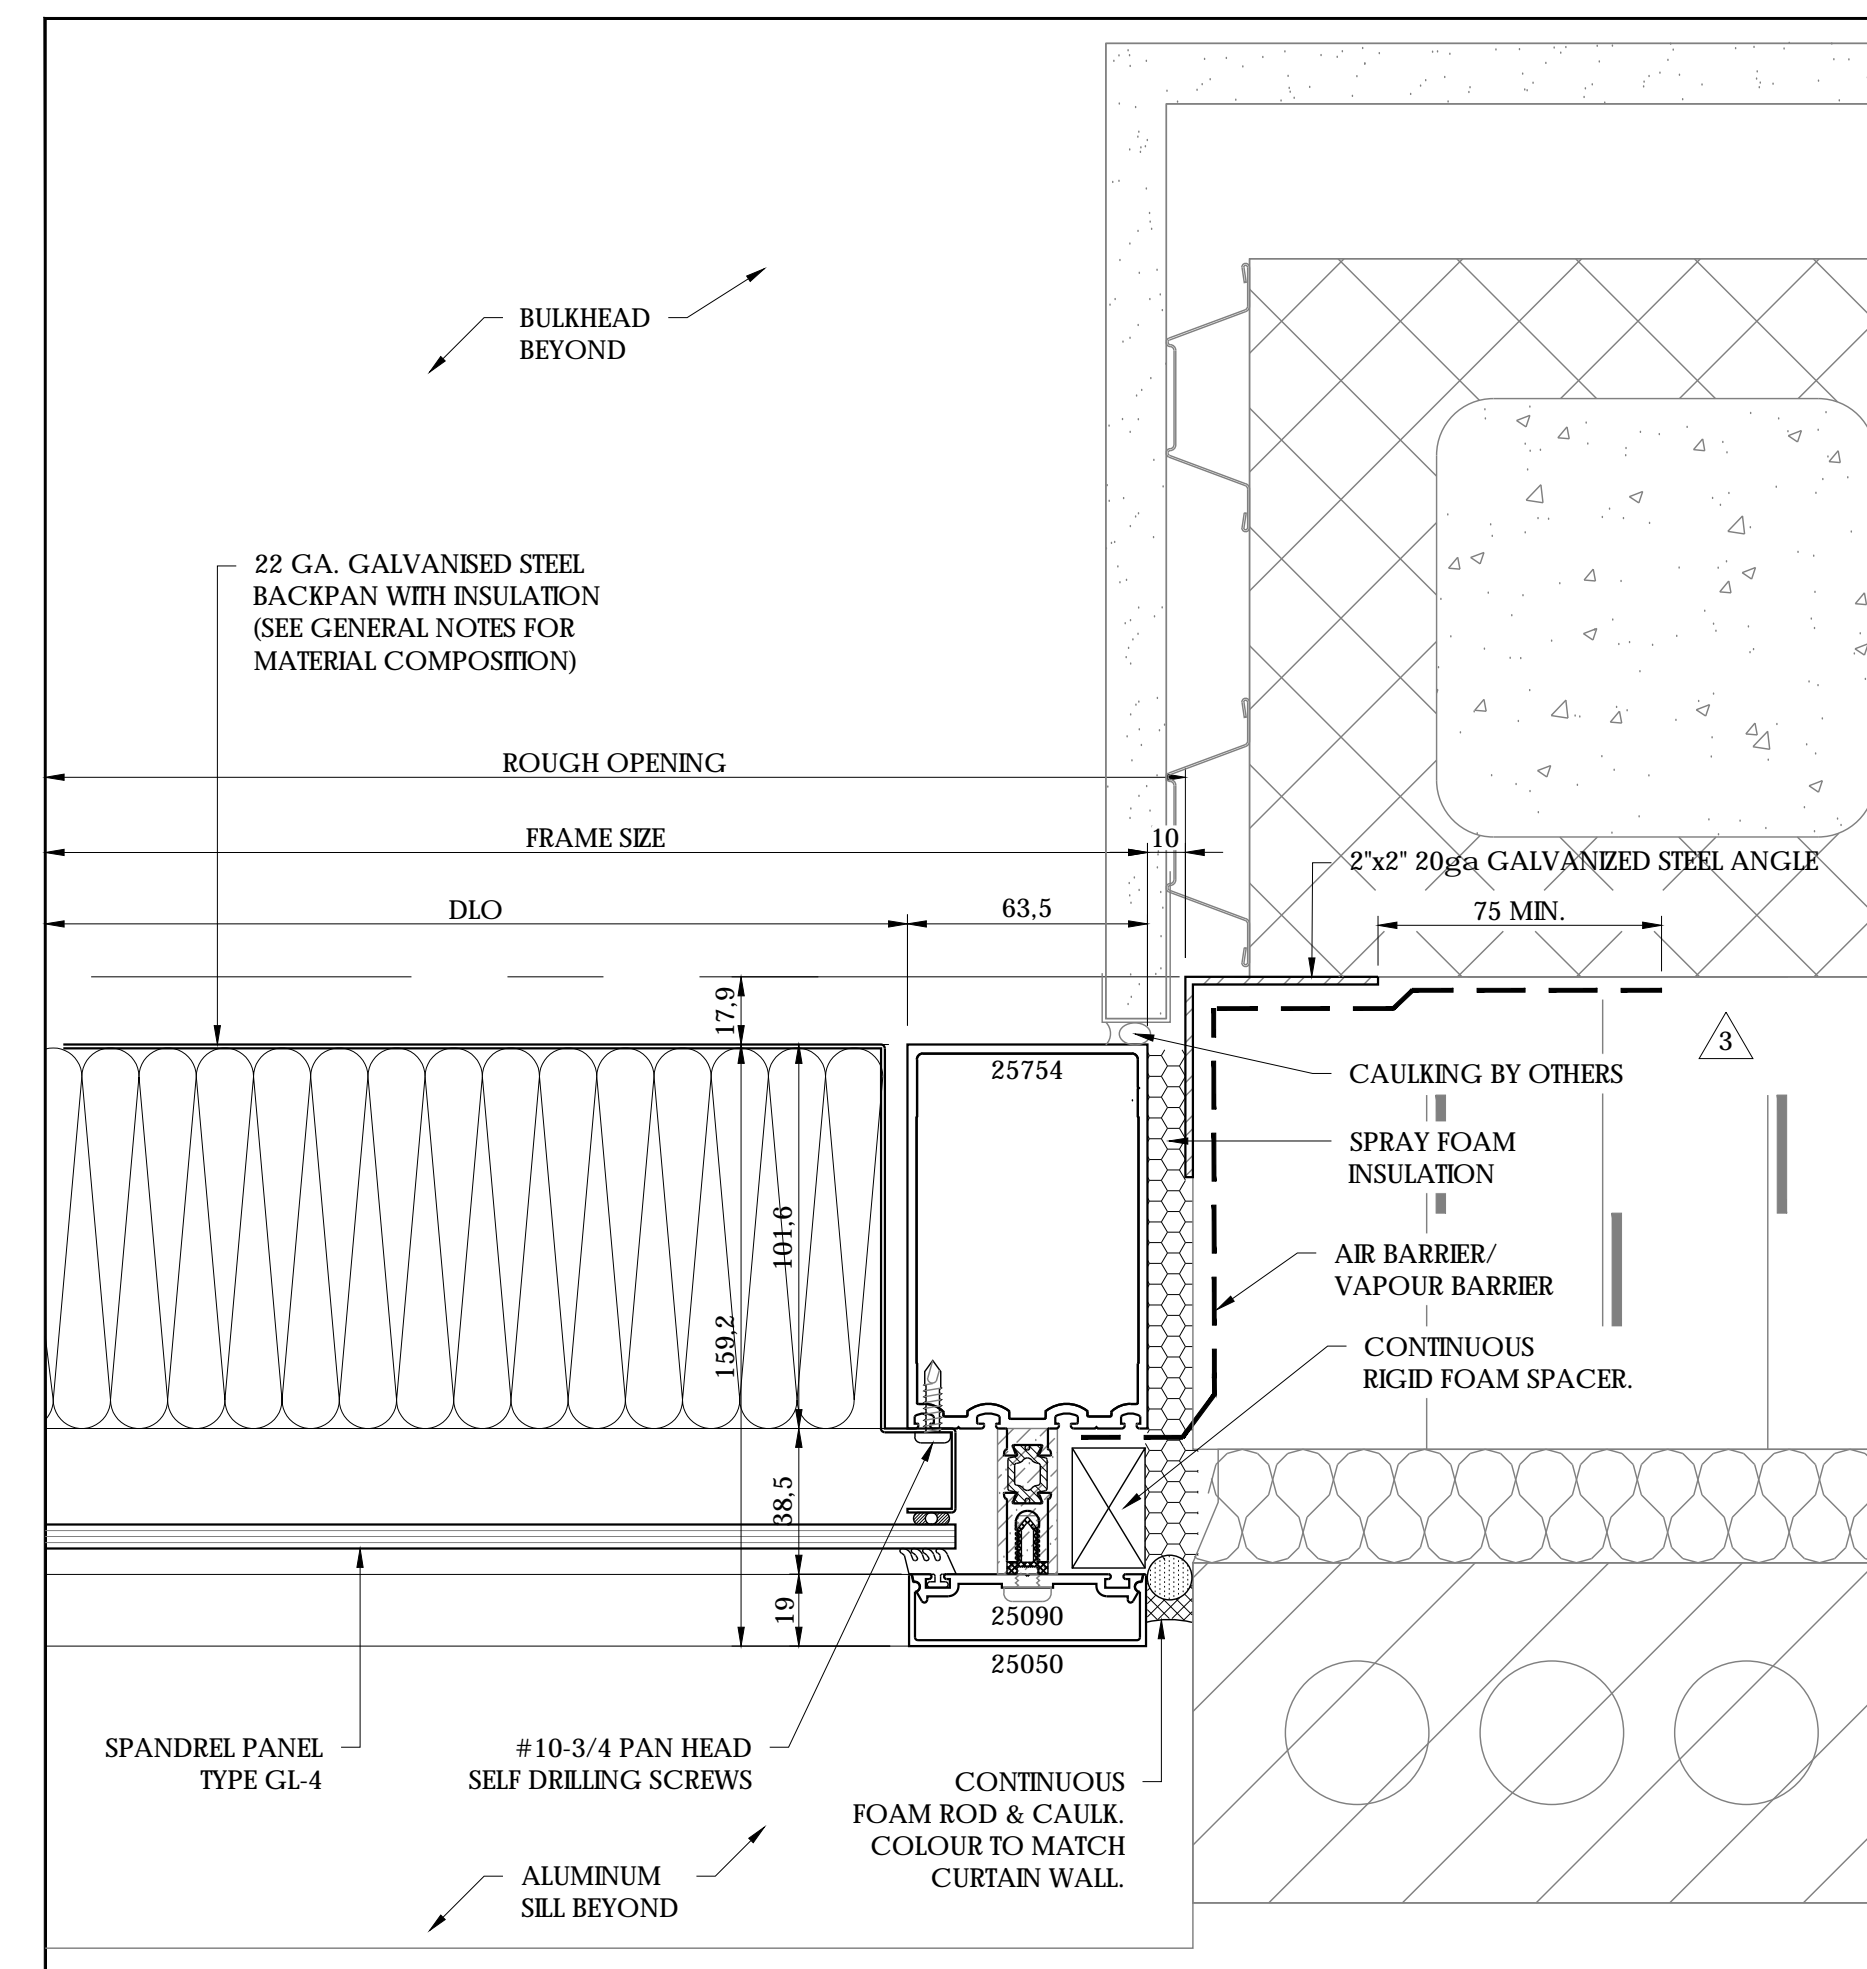 BULKHEAD
BEYOND
22 GA. GALVANISED STEEL
BACKPAN WITH INSULATION
(SEE GENERAL NOTES FOR
MATERIAL COMPOSITION)
ROUGH OPENING
FRAME SIZE
10
2"x2" 20ga GALVANIZED STEEL ANGLE
DLO
63,5
75 MIN.
17,9
3
25754
CAULKING BY OTHERS
SPRAY FOAM
INSULATION
101,6
AIR BARRIER/
VAPOUR BARRIER
159,2
CONTINUOUS
RIGID FOAM SPACER.
38,5
19
25090
25050
SPANDREL PANEL
TYPE GL-4
#10-3/4 PAN HEAD
SELF DRILLING SCREWS
CONTINUOUS
FOAM ROD & CAULK.
COLOUR TO MATCH
CURTAIN WALL.
ALUMINUM
SILL BEYOND